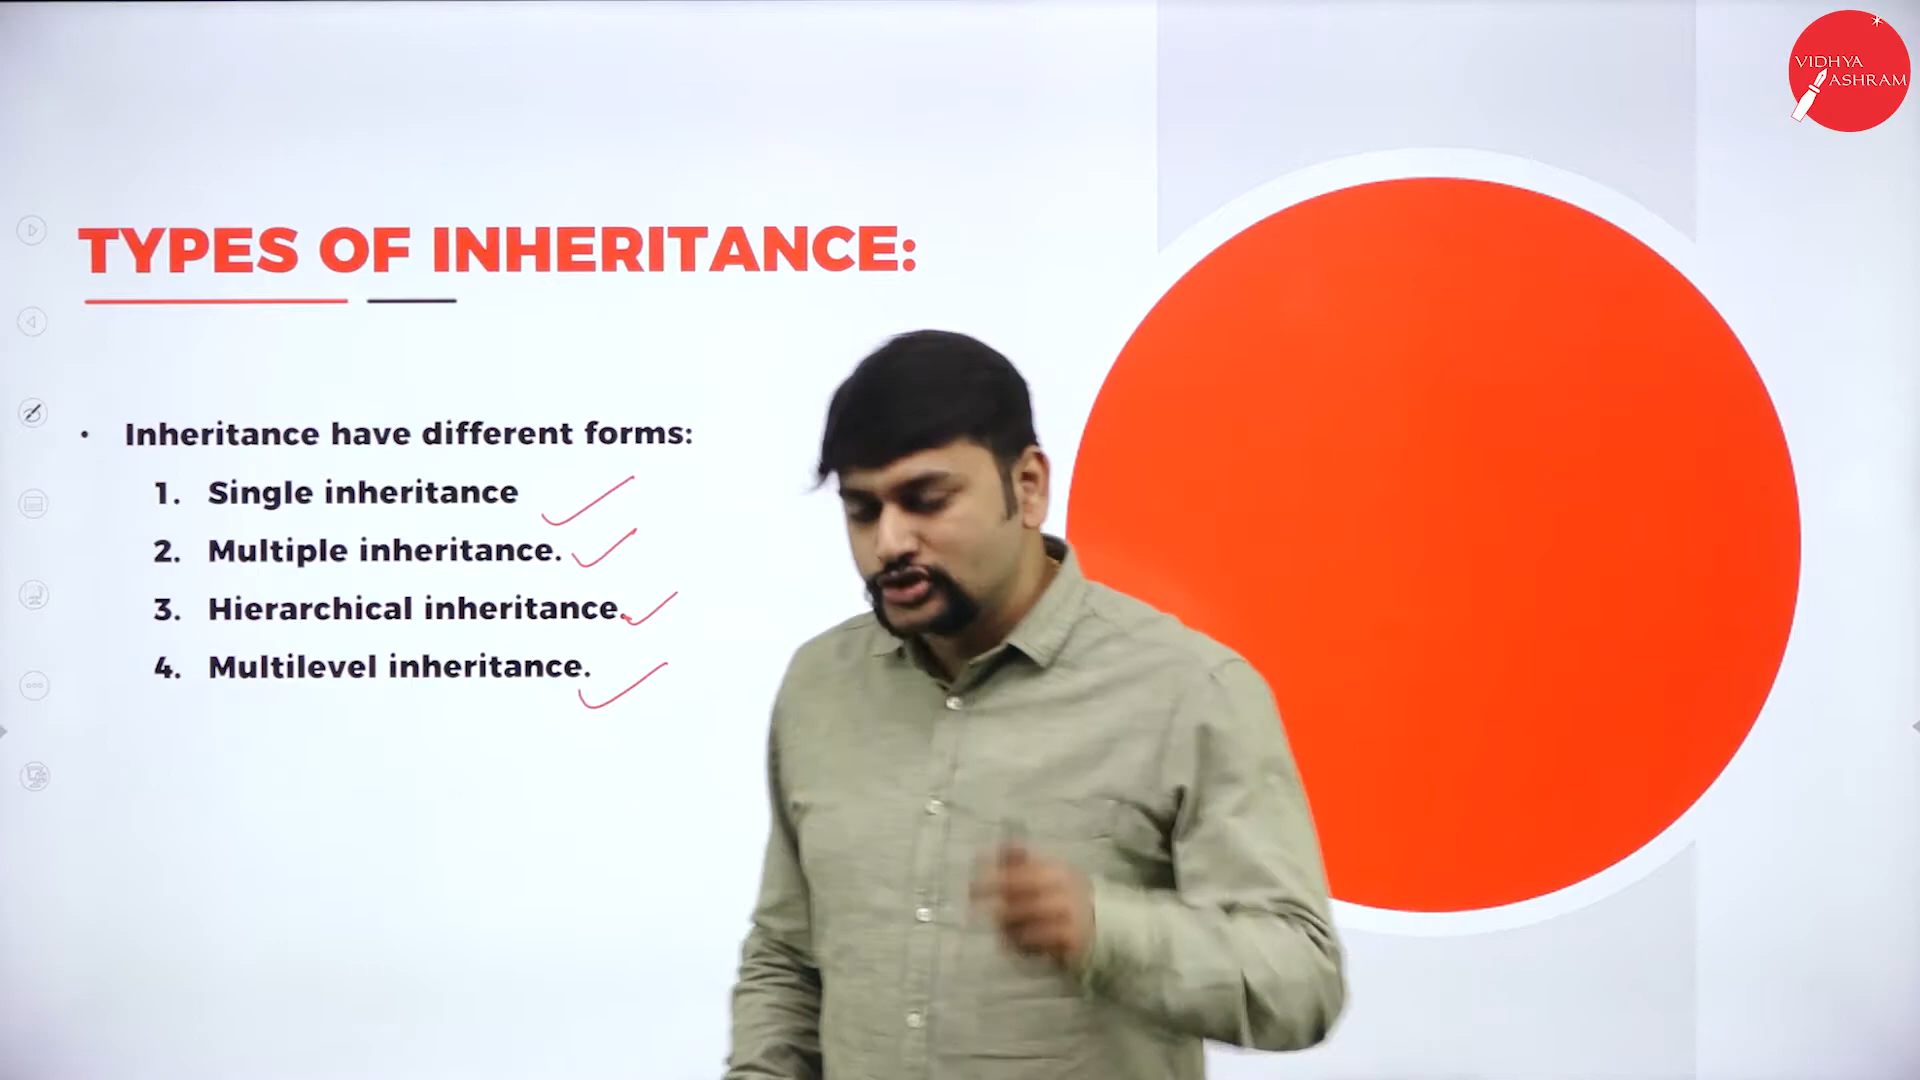 VIDHYA
ASHRAM
TYPES OF INHERITANCE:
• Inheritance have different forms:
1. Single inheritance
2. Multiple inheritance.
3. Hierarchical inheritance.
4. Multilevel inheritance.